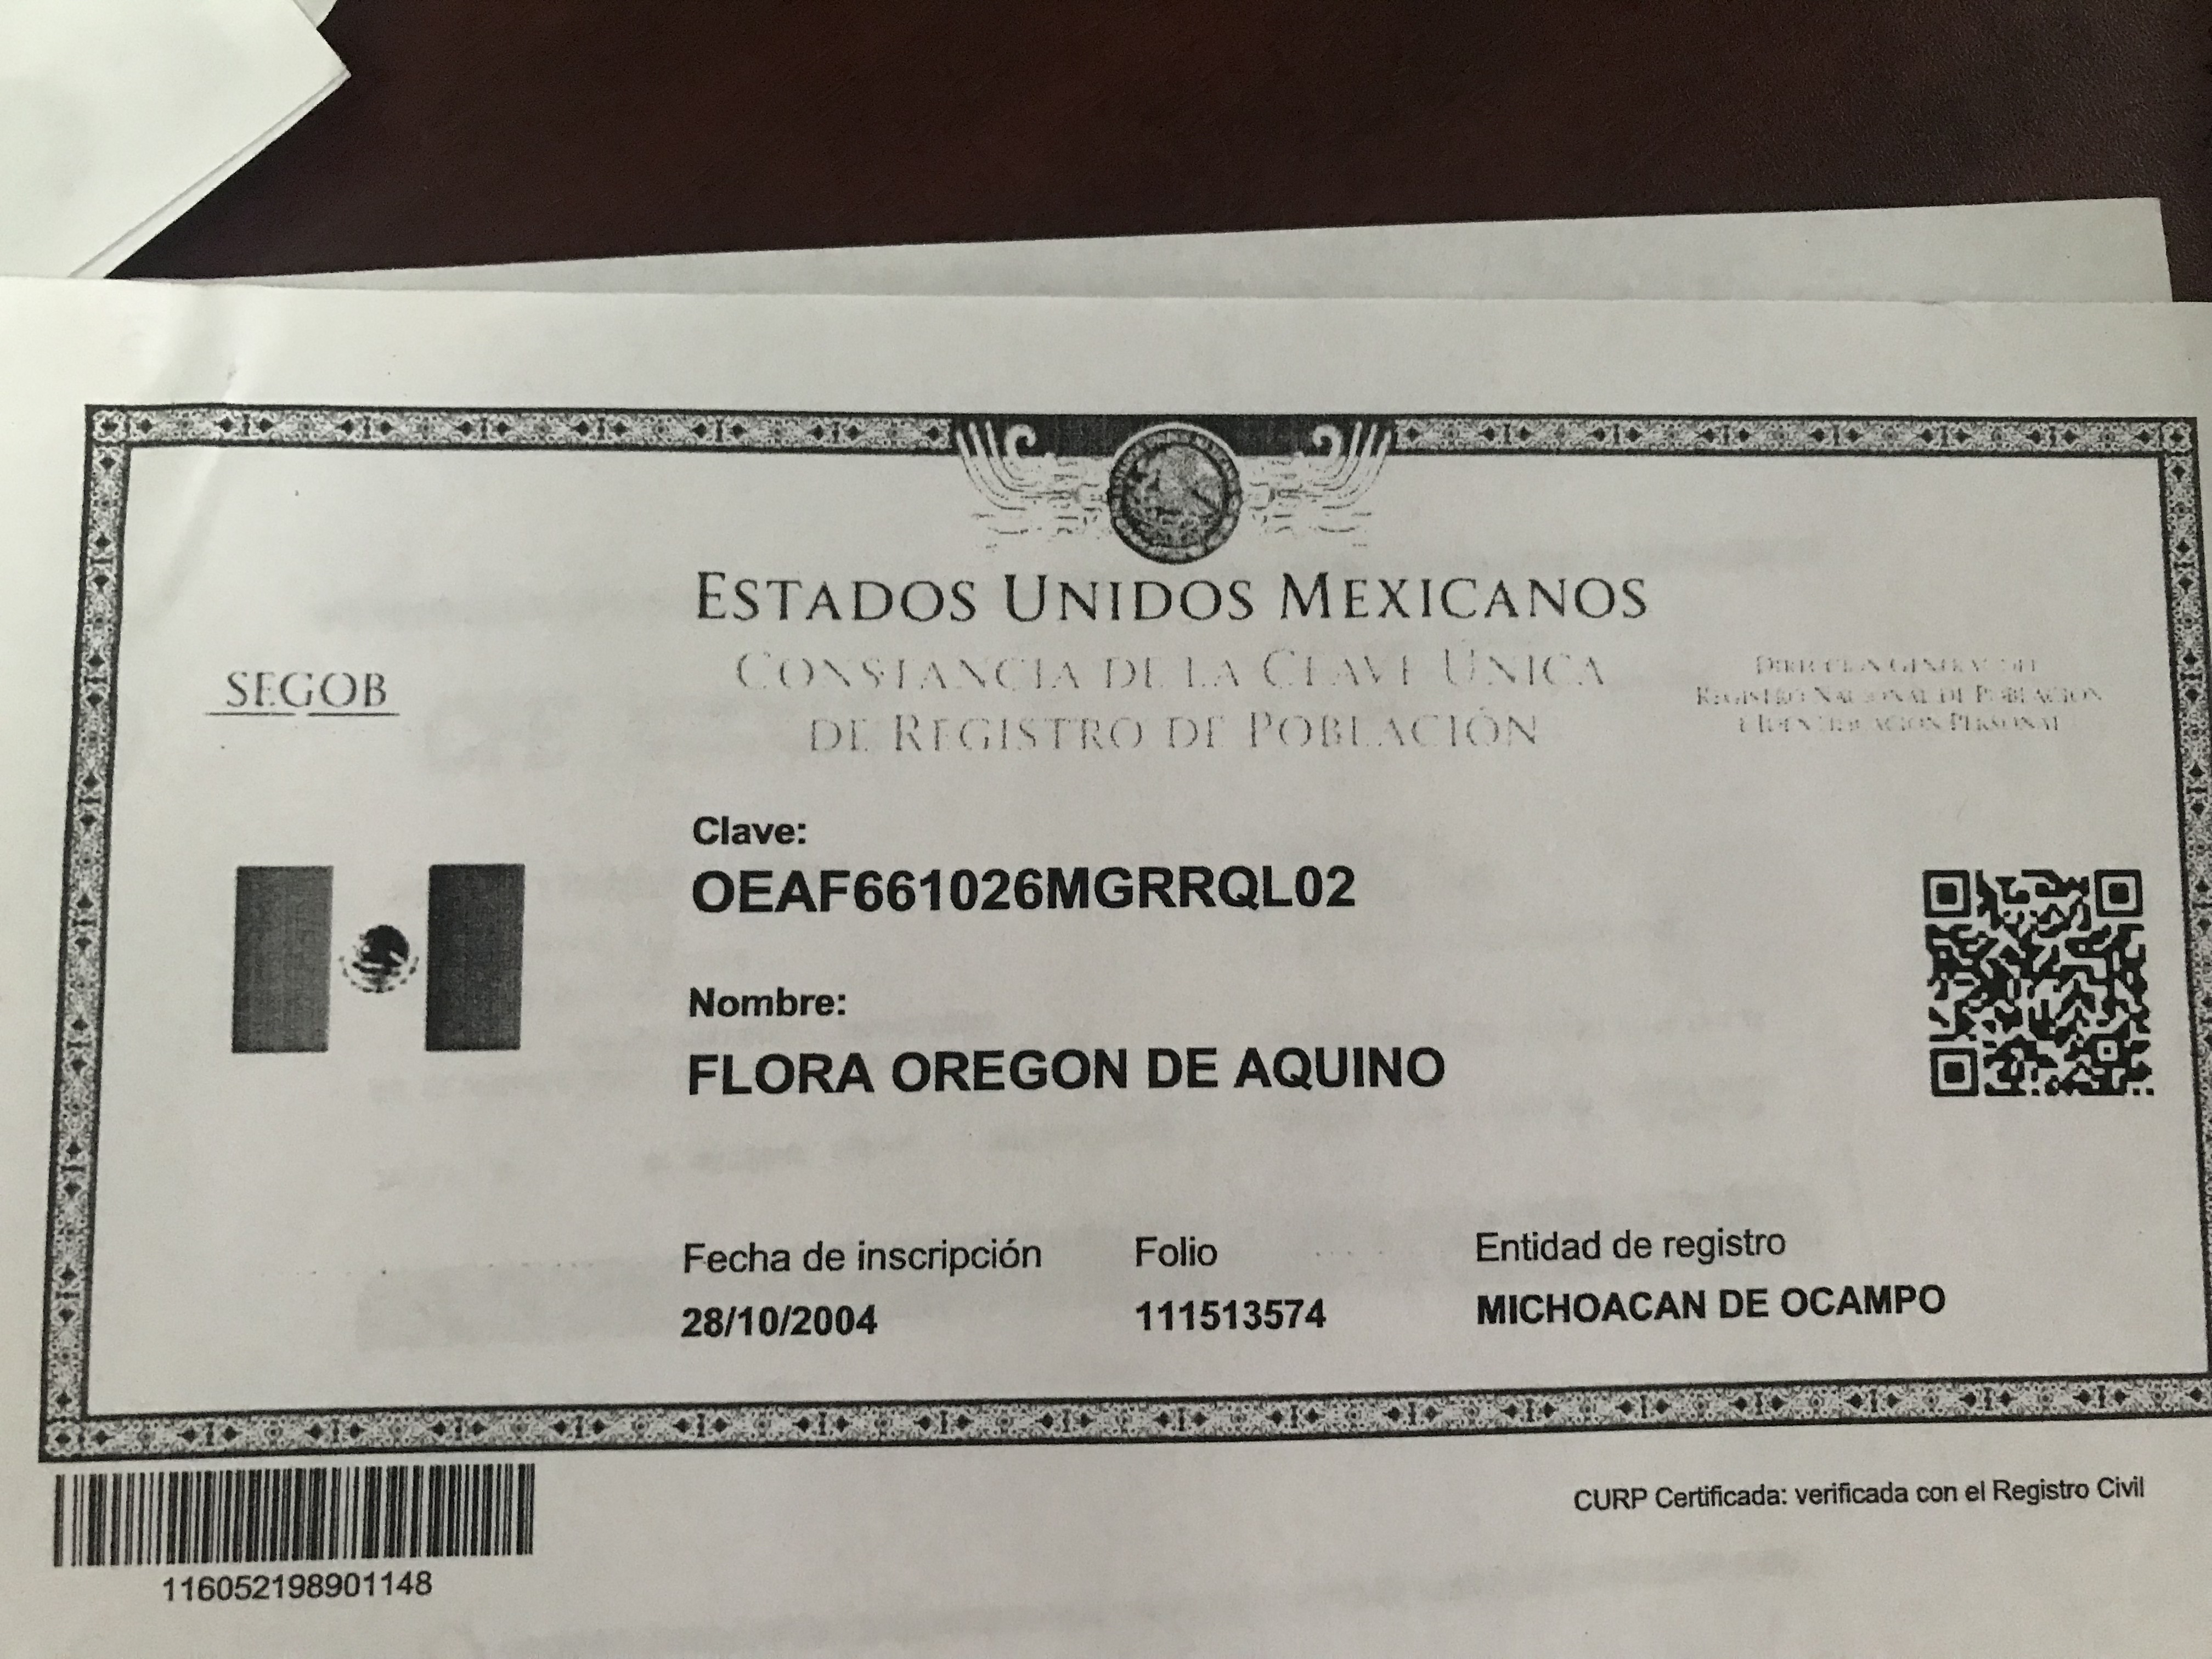 ESTADOS UNIDOS MEXICANOS
SEGOB
CONSTANCIA DE LA CLAVE ÚNICA
DE REGISTRO DE POBLACIÓN
DIRECCIÓN GENERAL DEL
REGISTRO NACIONAL DE POBLACIÓN
E IDENTIFICACIÓN PERSONAL
Clave:
OEAF661026MGRRQL02
Nombre:
FLORA OREGON DE AQUINO
Fecha de inscripción Folio Entidad de registro
28/10/2004 111513574 MICHOACAN DE OCAMPO
CURP Certificada: verificada con el Registro Civil
116052198901148